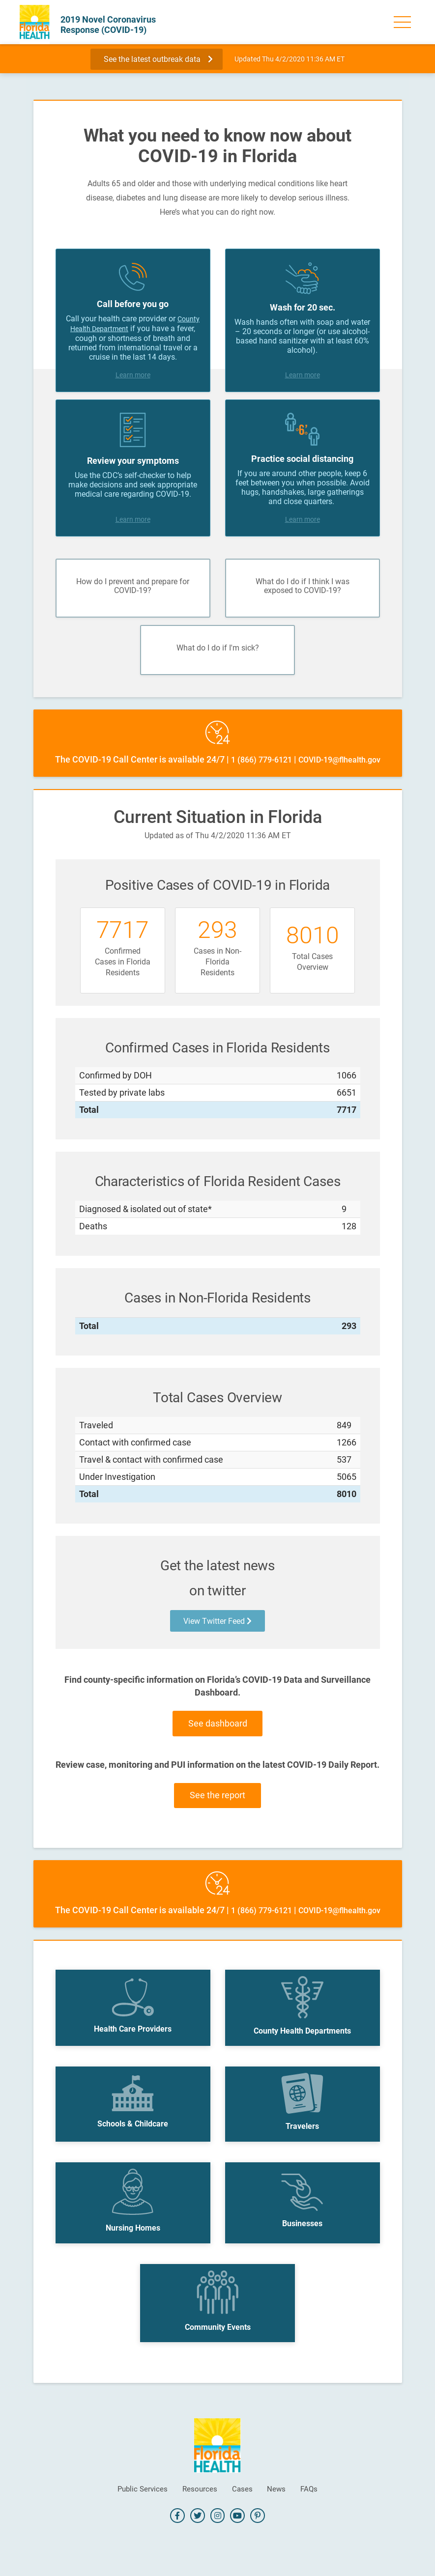 Florida
HEALTH
2019 Novel Coronavirus
Response (COVID-19)
See the latest outbreak data
Updated Thu 4/2/2020 11:36 AM ET
What you need to know now about
COVID-19 in Florida
Adults 65 and older and those with underlying medical conditions like heart
disease, diabetes and lung disease are more likely to develop serious illness.
Here's what you can do right now.
Call before you go
Call your health care provider or County
Health Department if you have a fever,
cough or shortness of breath and
returned from international travel or a
cruise in the last 14 days.
Learn more
Wash for 20 sec.
Wash hands often with soap and water
– 20 seconds or longer (or use alcohol-
based hand sanitizer with at least 60%
alcohol).
Learn more
Review your symptoms
Use the CDC's self-checker to help
make decisions and seek appropriate
medical care regarding COVID-19.
Learn more
6'
Practice social distancing
If you are around other people, keep 6
feet between you when possible. Avoid
hugs, handshakes, large gatherings
and close quarters.
Learn more
How do I prevent and prepare for
COVID-19?
What do I do if I think I was
exposed to COVID-19?
What do I do if I'm sick?
24
The COVID-19 Call Center is available 24/7 | 1 (866) 779-6121 | COVID-19@flhealth.gov
Current Situation in Florida
Updated as of Thu 4/2/2020 11:36 AM ET
Positive Cases of COVID-19 in Florida
7717
Confirmed
Cases in Florida
Residents
293
Cases in Non-
Florida
Residents
8010
Total Cases
Overview
Confirmed Cases in Florida Residents
Confirmed by DOH 1066
Tested by private labs 6651
Total 7717
Characteristics of Florida Resident Cases
Diagnosed & isolated out of state* 9
Deaths 128
Cases in Non-Florida Residents
Total 293
Total Cases Overview
Traveled 849
Contact with confirmed case 1266
Travel & contact with confirmed case 537
Under Investigation 5065
Total 8010
Get the latest news
on twitter
View Twitter Feed
Find county-specific information on Florida's COVID-19 Data and Surveillance
Dashboard.
See dashboard
Review case, monitoring and PUI information on the latest COVID-19 Daily Report.
See the report
24
The COVID-19 Call Center is available 24/7 | 1 (866) 779-6121 | COVID-19@flhealth.gov
Health Care Providers
County Health Departments
Schools & Childcare
Travelers
Nursing Homes
Businesses
Community Events
Florida
HEALTH
Public Services Resources Cases News FAQs